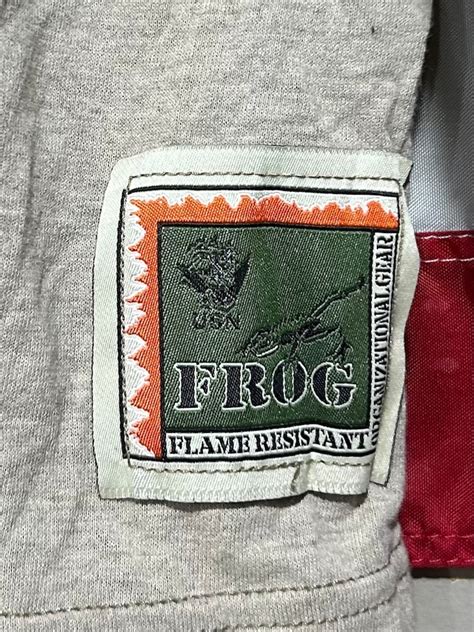 USN
FROG
FLAME RESISTANT
ORGANIZATIONAL GEAR